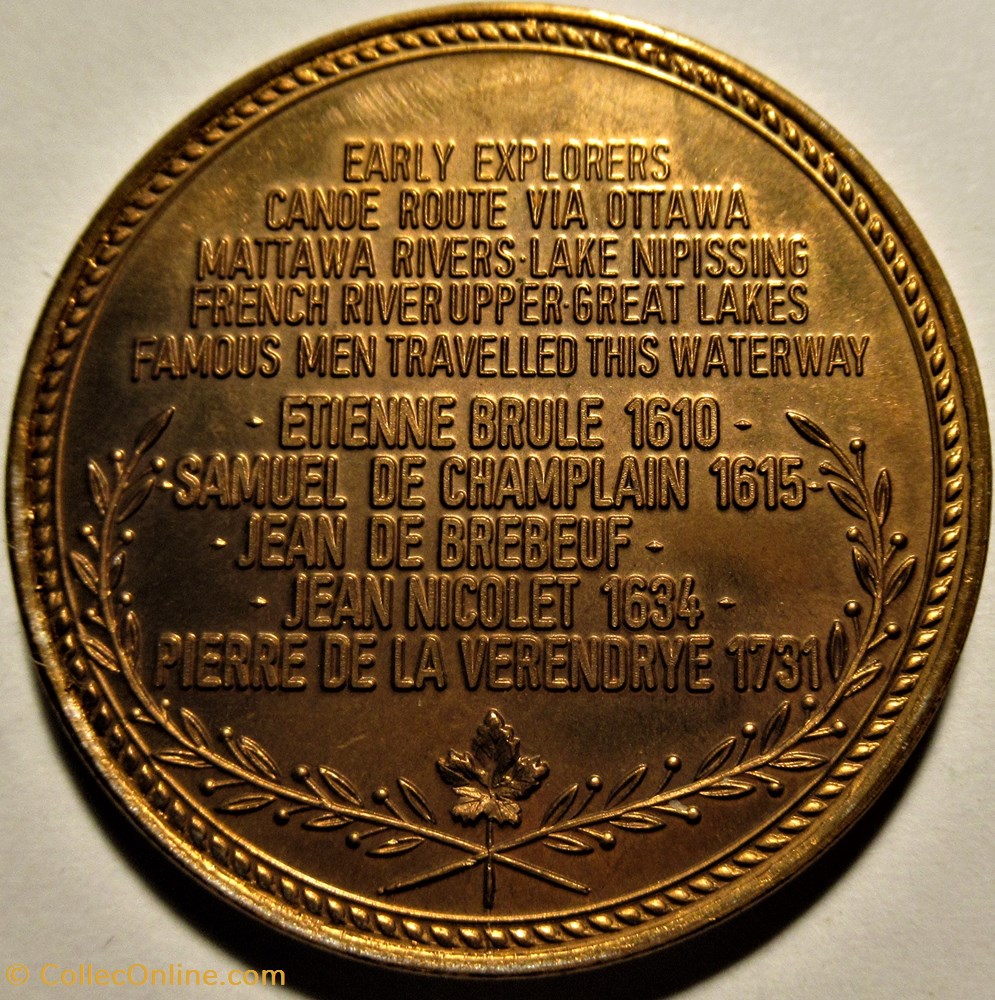 EARLY EXPLORERS
CANOE ROUTE VIA OTTAWA
MATTAWA RIVERS·LAKE NIPISSING
FRENCH RIVER UPPER·GREAT LAKES
FAMOUS MEN TRAVELLED THIS WATERWAY
· ETIENNE BRULE 1610 ·
·SAMUEL DE CHAMPLAIN 1615·
· JEAN DE BREBEUF ·
· JEAN NICOLET 1634 ·
PIERRE DE LA VERENDRYE 1731
© CollecOnline.com